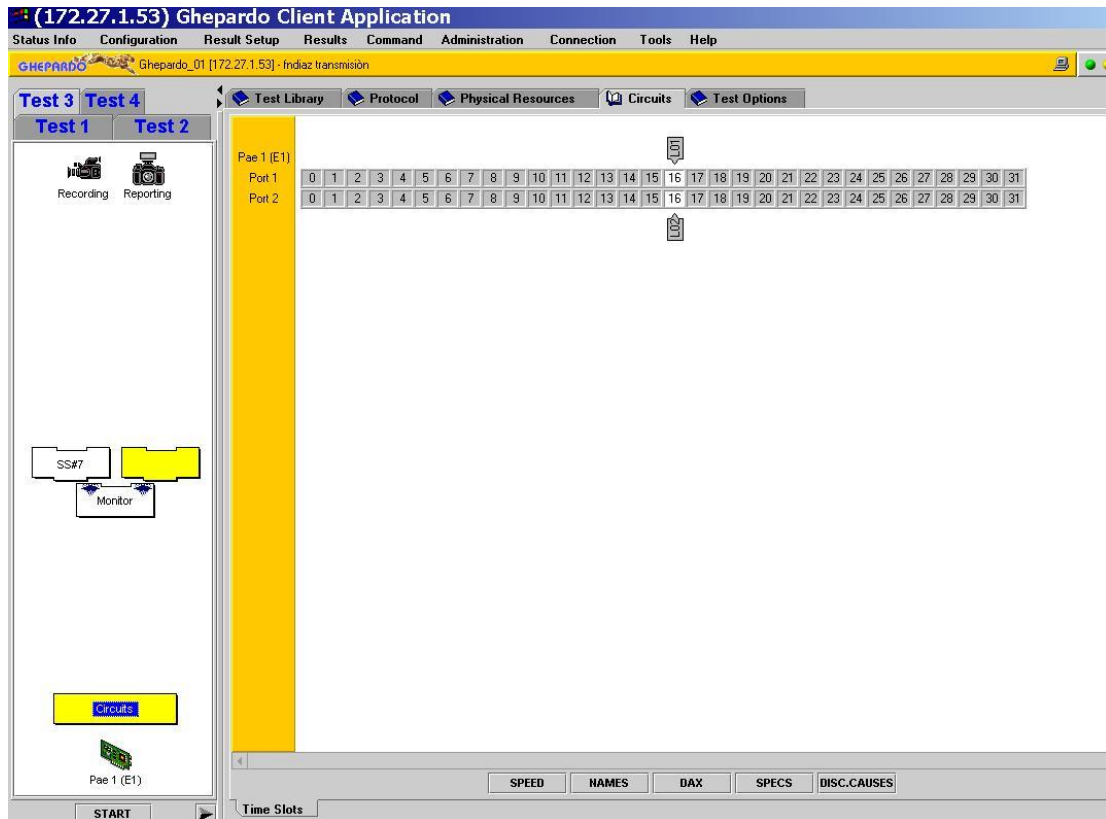 (172.27.1.53) Ghepardo Client Application
Status Info Configuration Result Setup Results Command Administration Connection Tools Help
GHEPARDO Ghepardo_01 [172.27.1.53] - fndiaz transmisiòn
Test 3 Test 4
Test 1 Test 2
Test Library Protocol Physical Resources Circuits Test Options
Recording Reporting
Pae 1 (E1)
L01
Port 1 0 1 2 3 4 5 6 7 8 9 10 11 12 13 14 15 16 17 18 19 20 21 22 23 24 25 26 27 28 29 30 31
Port 2 0 1 2 3 4 5 6 7 8 9 10 11 12 13 14 15 16 17 18 19 20 21 22 23 24 25 26 27 28 29 30 31
L02
SS#7
Monitor
Circuits
Pae 1 (E1)
START
SPEED NAMES DAX SPECS DISC.CAUSES
Time Slots